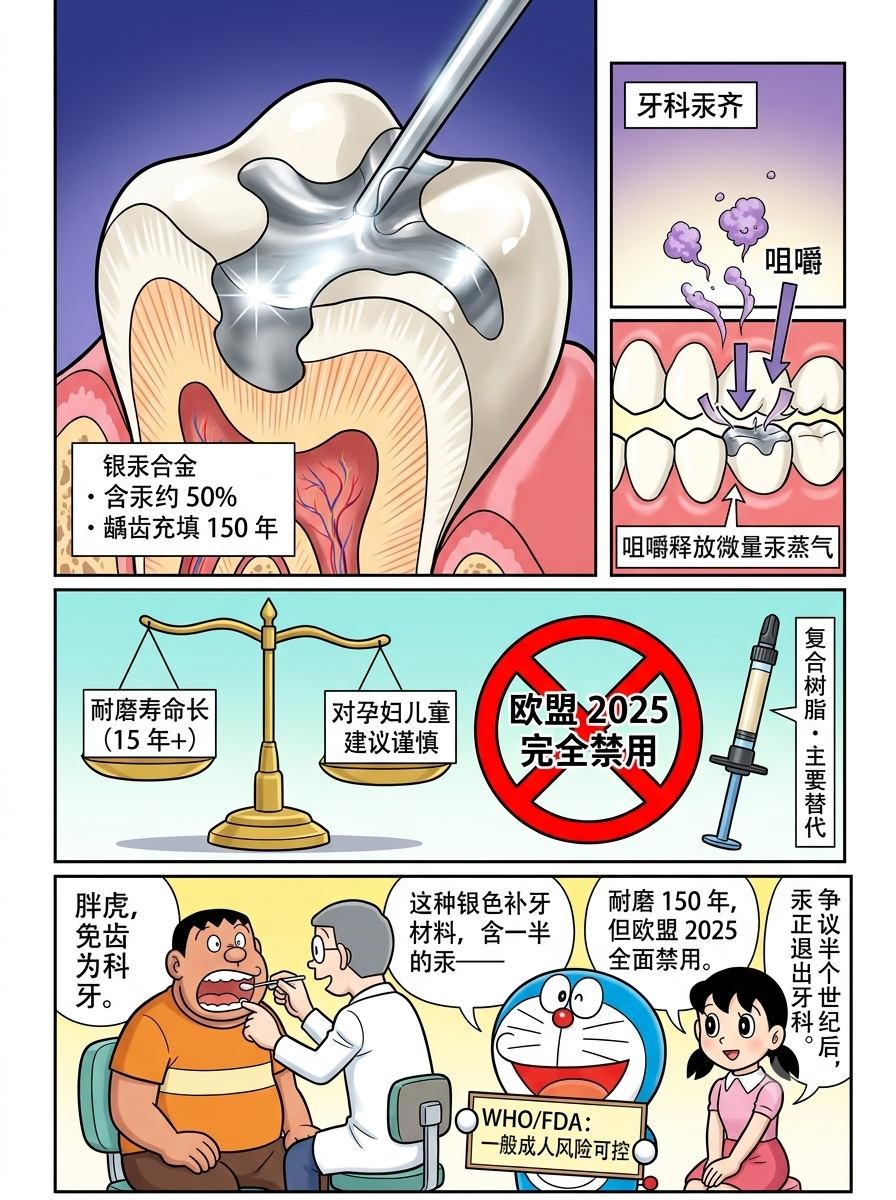 银汞合金
· 含汞约 50%
· 龋齿充填 150 年
牙科汞齐
咀嚼
咀嚼释放微量汞蒸气
耐磨寿命长
（15 年+）
对孕妇儿童
建议谨慎
欧盟 2025
完全禁用
复合树脂·主要替代
胖虎，
免齿
为科
牙。
这种银色补牙
材料，含一半
的汞——
耐磨 150 年，
但欧盟 2025
全面禁用。
争议半个世纪后，
汞正退出牙科。
WHO/FDA：
一般成人风险可控